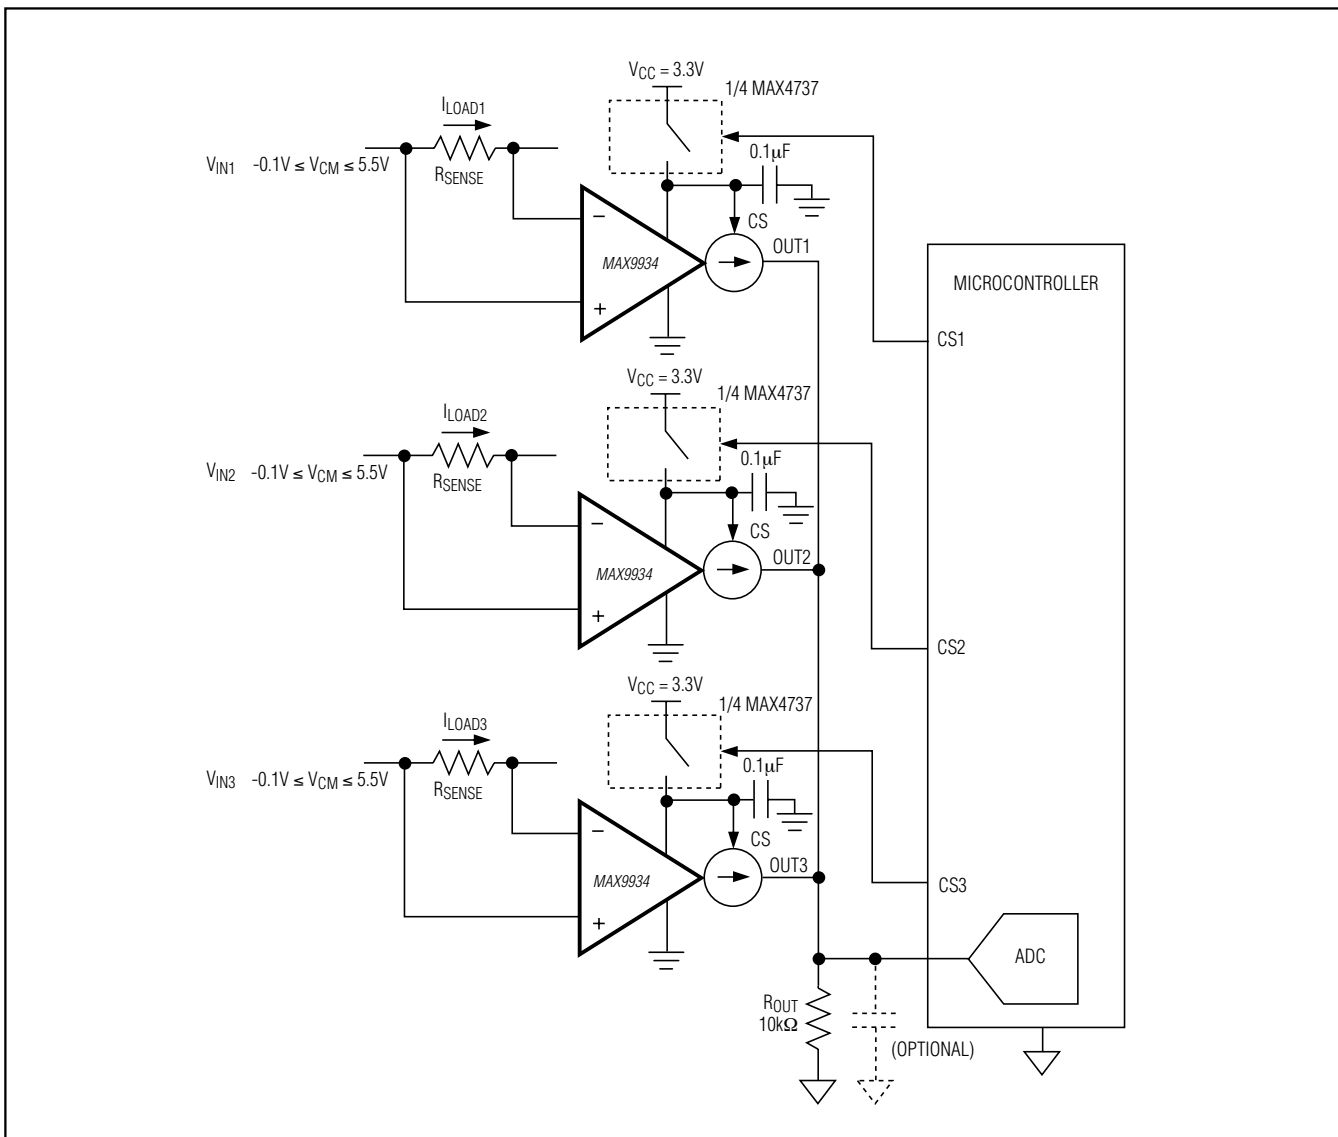 VCC = 3.3V
1/4 MAX4737
ILOAD1
0.1µF
VIN1 -0.1V ≤ VCM ≤ 5.5V
RSENSE
CS
OUT1
−
MAX9934
+
MICROCONTROLLER
CS1
VCC = 3.3V
1/4 MAX4737
ILOAD2
0.1µF
VIN2 -0.1V ≤ VCM ≤ 5.5V
RSENSE
CS
OUT2
−
MAX9934
+
CS2
VCC = 3.3V
1/4 MAX4737
ILOAD3
0.1µF
VIN3 -0.1V ≤ VCM ≤ 5.5V
RSENSE
CS
OUT3
−
MAX9934
+
CS3
ADC
ROUT
10kΩ
(OPTIONAL)